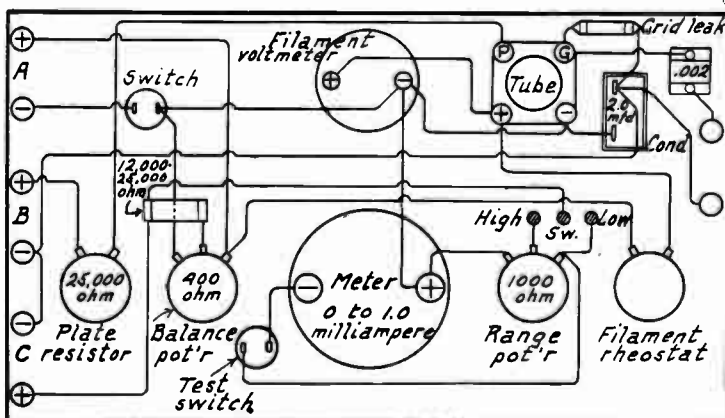 +
A
−
+
B
−
−
C
+
Switch
Filament
voltmeter
+
−
P
G
Tube
+
−
Grid leak
.002
2.0
mfd
Cond
12,000-
25,000
ohm
25,000
ohm
Plate
resistor
400
ohm
Balance
pot'r
Test
switch
−
Meter
+
0 to 1.0
milliampere
High
Sw.
Low
1000
ohm
Range
pot'r
Filament
rheostat